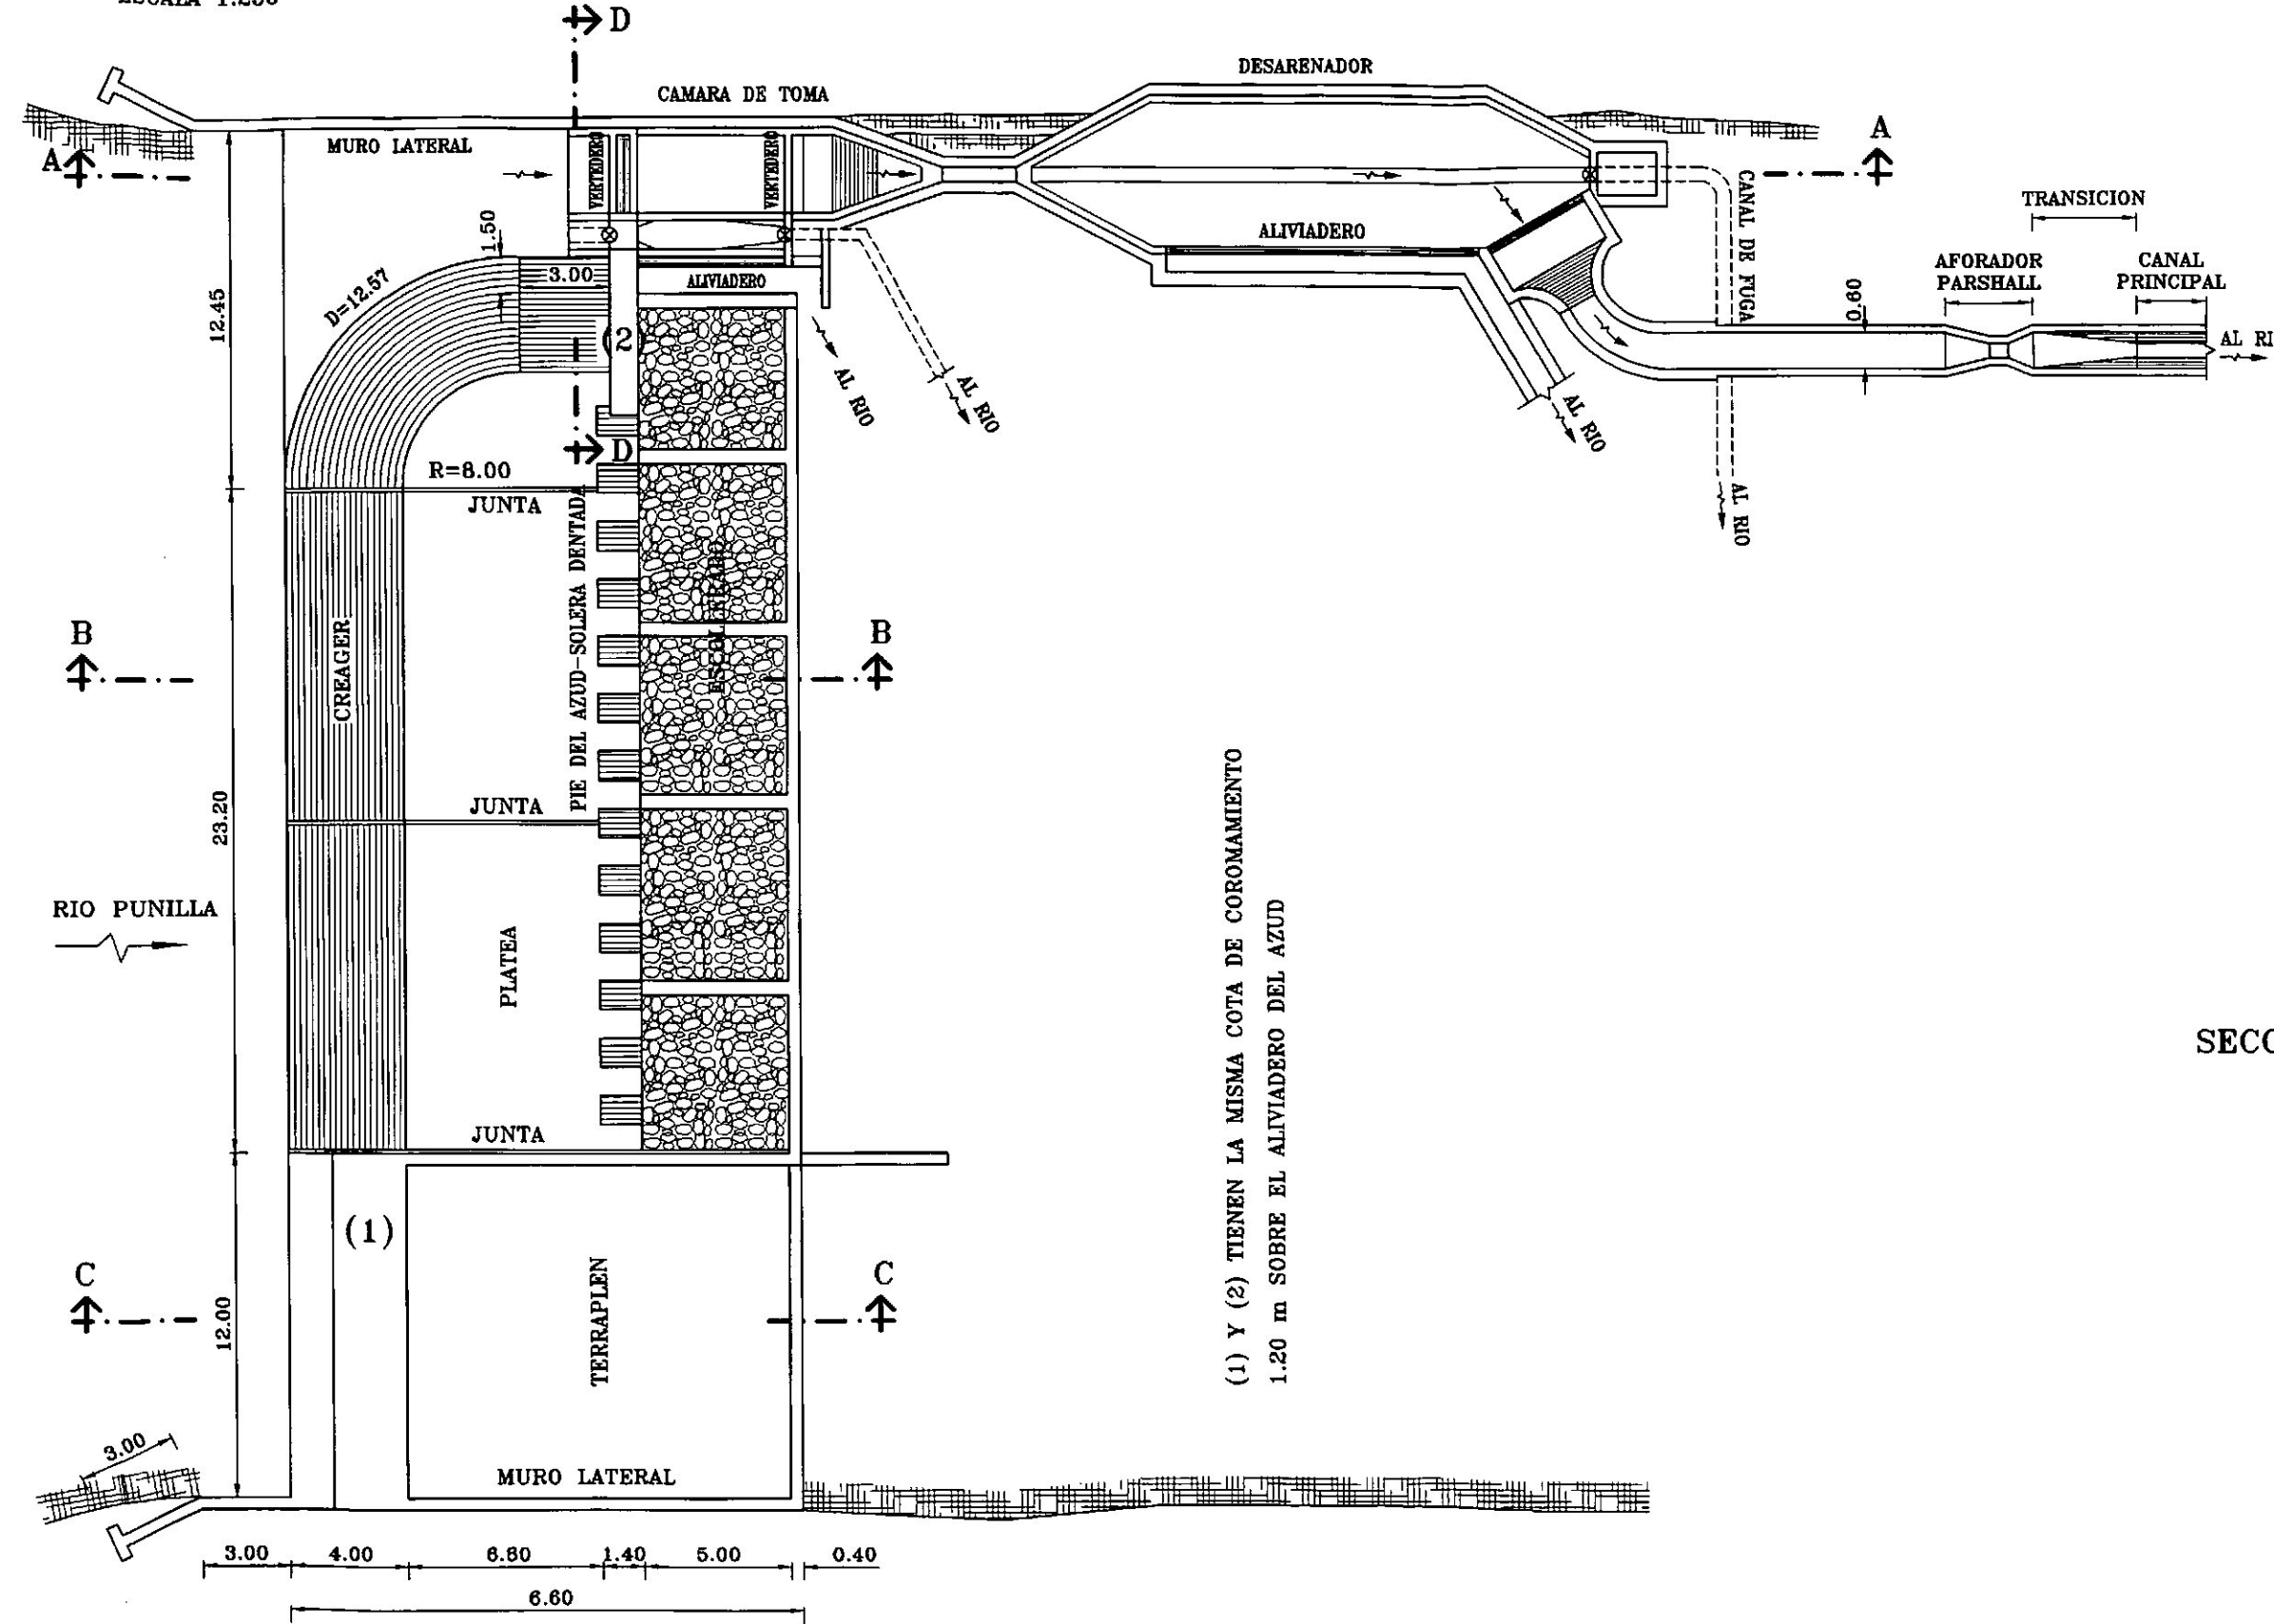 D
DESARENADOR
CAMARA DE TOMA
MURO LATERAL
VERTEDERO
VERTEDERO
A
A
CANAL DE FUGA
TRANSICION
1.50
ALIVIADERO
3.00
ALIVIADERO
AFORADOR
PARSHALL
CANAL
PRINCIPAL
D=12.57
12.45
0.60
(2)
AL RIO
AL RIO
AL RIO
AL RI
D
R=8.00
JUNTA
AL RIO
PIE DEL AZUD-SOLERA DENTADA
ESCOLLERADO
CREAGER
B
B
23.20
JUNTA
RIO PUNILLA
PLATEA
(1) Y (2) TIENEN LA MISMA COTA DE COROMAMIENTO
1.20 m SOBRE EL ALIVIADERO DEL AZUD
SECC
JUNTA
(1)
C
C
12.00
TERRAPLEN
3.00
MURO LATERAL
3.00
4.00
6.80
1.40
5.00
0.40
6.60